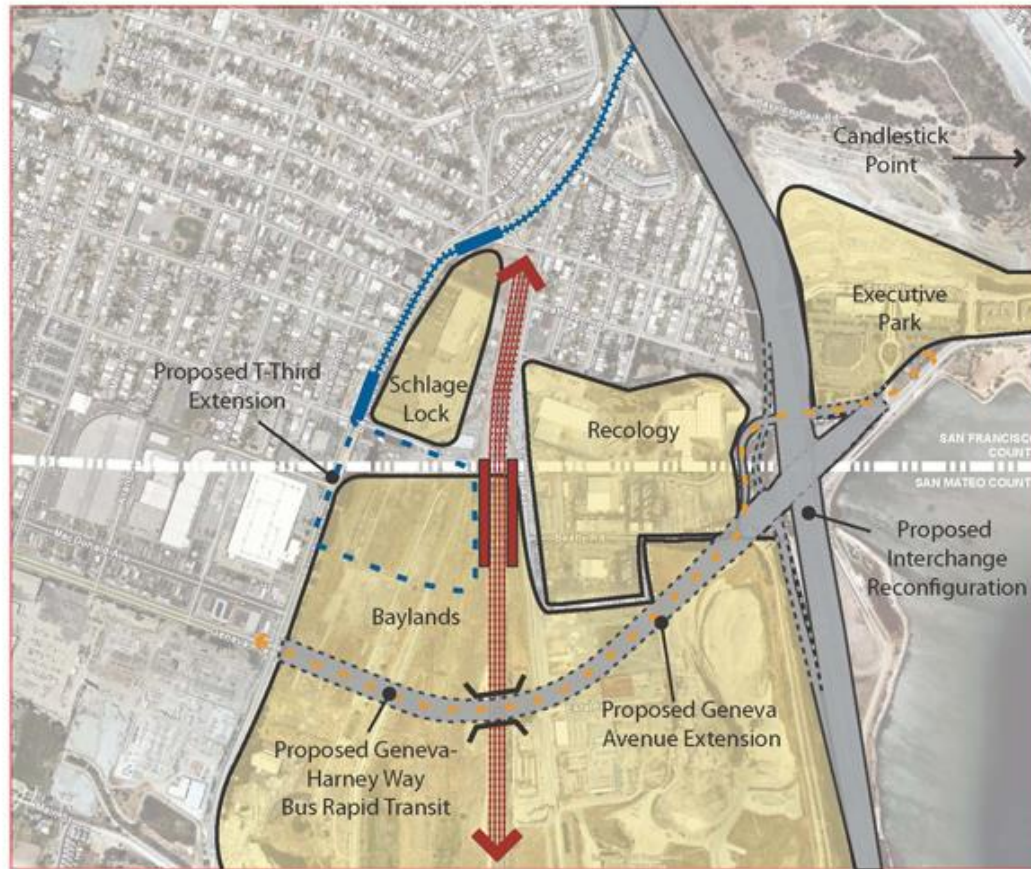 Candlestick
Point
Executive
Park
Proposed T-Third
Extension
Schlage
Lock
Recology
SAN FRANCISCO
COUNTY
SAN MATEO COUNTY
Proposed
Interchange
Reconfiguration
Baylands
Proposed Geneva
Avenue Extension
Proposed Geneva-
Harney Way
Bus Rapid Transit